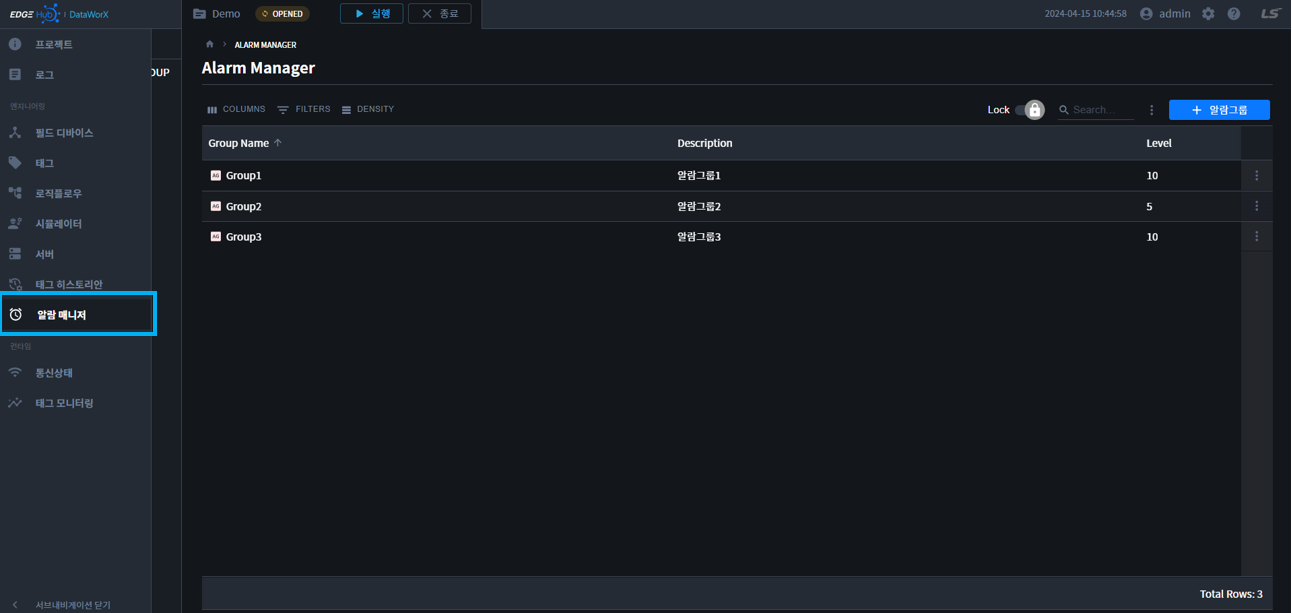 EDGE Hub | DataWorX
Demo
OPENED
실행
종료
2024-04-15 10:44:58
admin
LS
프로젝트
로그
엔지니어링
필드 디바이스
태그
로직플로우
시뮬레이터
서버
태그 히스토리안
알람 매니저
런타임
통신상태
태그 모니터링
서브내비게이션 닫기
OUP
ALARM MANAGER
Alarm Manager
COLUMNS FILTERS DENSITY
Lock
Search...
알람그룹
Group Name Description Level
AG Group1 알람그룹1 10
AG Group2 알람그룹2 5
AG Group3 알람그룹3 10
Total Rows: 3